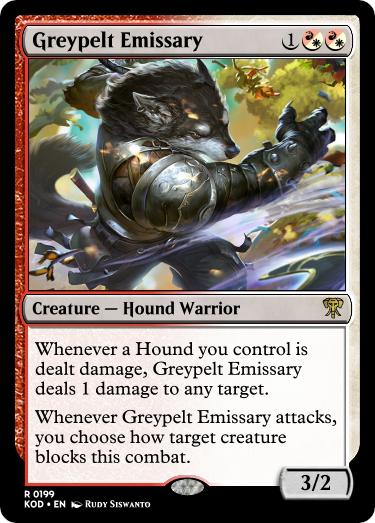 Greypelt Emissary 1
Creature — Hound Warrior
Whenever a Hound you control is
dealt damage, Greypelt Emissary
deals 1 damage to any target.
Whenever Greypelt Emissary attacks,
you choose how target creature
blocks this combat.
3/2
R 0199
KOD • EN Rudy Siswanto